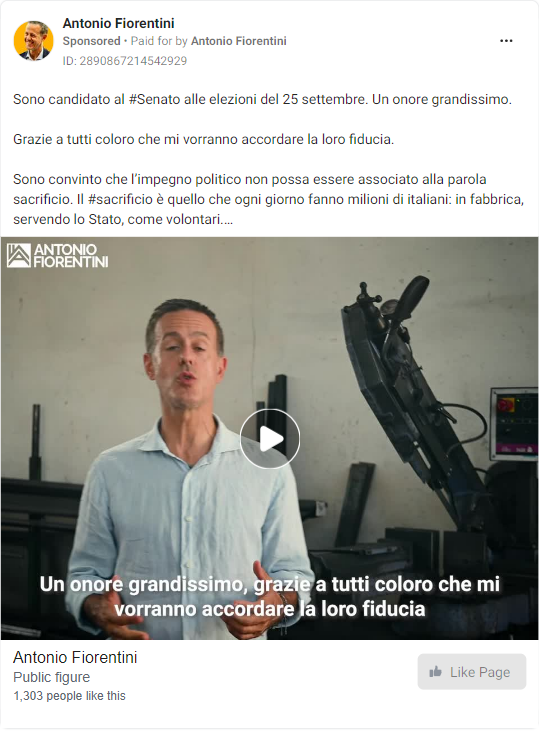 Antonio Fiorentini
Sponsored • Paid for by Antonio Fiorentini
ID: 2890867214542929
Sono candidato al #Senato alle elezioni del 25 settembre. Un onore grandissimo.
Grazie a tutti coloro che mi vorranno accordare la loro fiducia.
Sono convinto che l’impegno politico non possa essere associato alla parola
sacrificio. Il #sacrificio è quello che ogni giorno fanno milioni di italiani: in fabbrica,
servendo lo Stato, come volontari....
ANTONIO
FIORENTINI
Un onore grandissimo, grazie a tutti coloro che mi
vorranno accordare la loro fiducia
Antonio Fiorentini
Public figure
1,303 people like this
Like Page